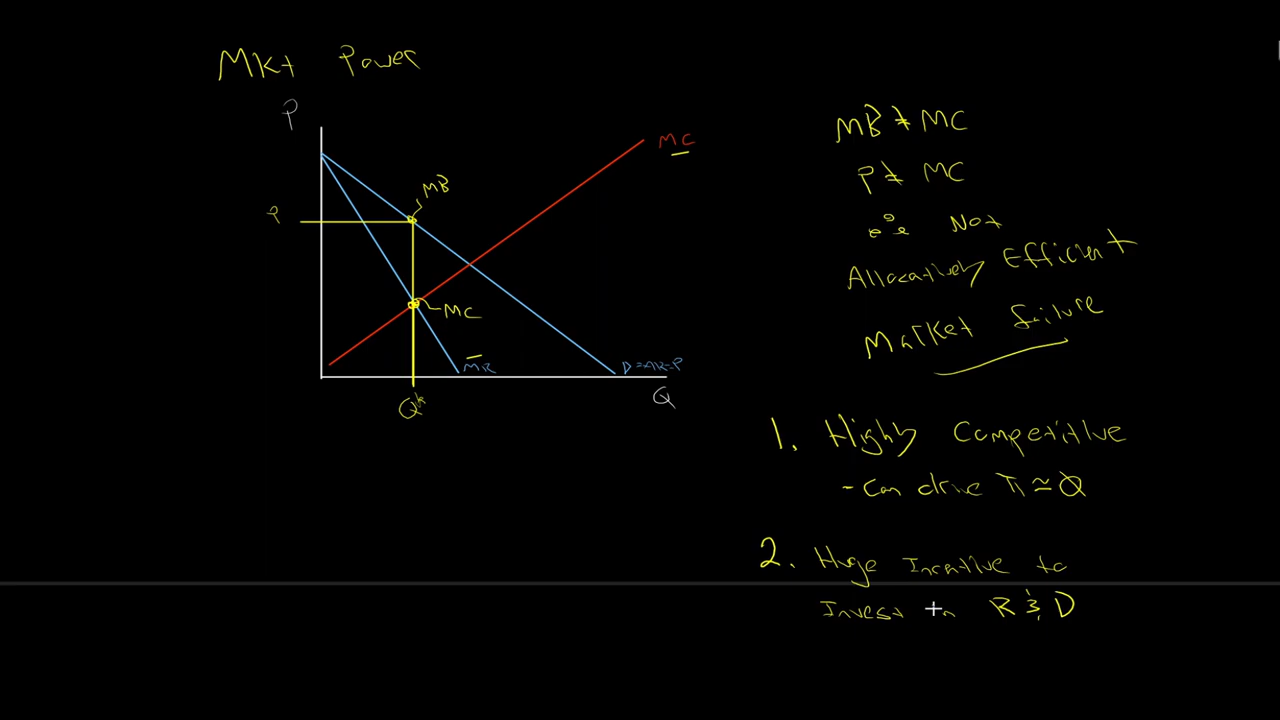 Mkt Power
P
MC
MB
P
MC
MR
D=AR=P
Q*
Q
MB ≠ MC
P ≠ MC
Not
Allocatively Efficient
Market failure
1. Highly Competitive
- Can drive π ≃ 0
2. Huge Incentive to
Invest in R & D